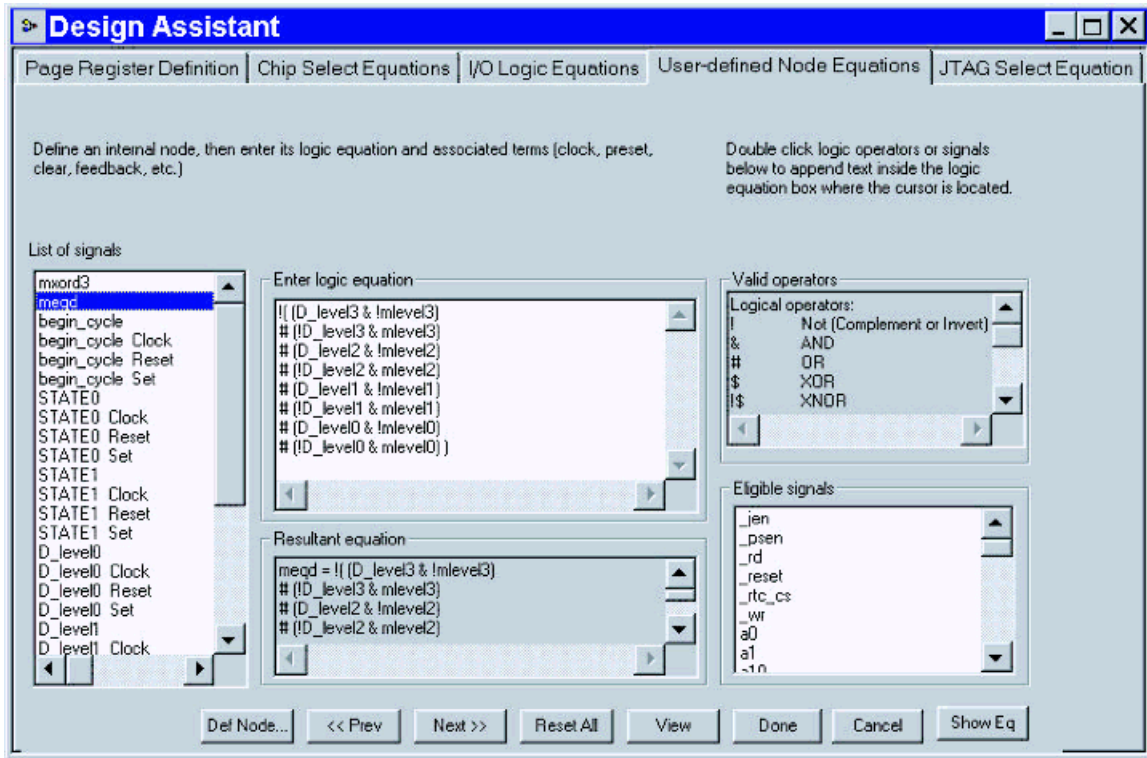 Design Assistant
Page Register Definition
Chip Select Equations
I/O Logic Equations
User-defined Node Equations
JTAG Select Equation
Define an internal node, then enter its logic equation and associated terms (clock, preset,
clear, feedback, etc.)
Double click logic operators or signals
below to append text inside the logic
equation box where the cursor is located.
List of signals
mxord3
meqd
begin_cycle
begin_cycle Clock
begin_cycle Reset
begin_cycle Set
STATE0
STATE0 Clock
STATE0 Reset
STATE0 Set
STATE1
STATE1 Clock
STATE1 Reset
STATE1 Set
D_level0
D_level0 Clock
D_level0 Reset
D_level0 Set
D_level1
D_level1 Clock
Enter logic equation
!( (D_level3 & !mlevel3)
# (!D_level3 & mlevel3)
# (D_level2 & !mlevel2)
# (!D_level2 & mlevel2)
# (D_level1 & !mlevel1)
# (!D_level1 & mlevel1)
# (D_level0 & !mlevel0)
# (!D_level0 & mlevel0) )
Resultant equation
meqd = !( (D_level3 & !mlevel3)
# (!D_level3 & mlevel3)
# (D_level2 & !mlevel2)
# (!D_level2 & mlevel2)
Valid operators
Logical operators:
! Not (Complement or Invert)
& AND
# OR
$ XOR
!$ XNOR
Eligible signals
_jen
_psen
_rd
_reset
_rtc_cs
_wr
a0
a1
a10
Def Node...
<< Prev
Next >>
Reset All
View
Done
Cancel
Show Eq